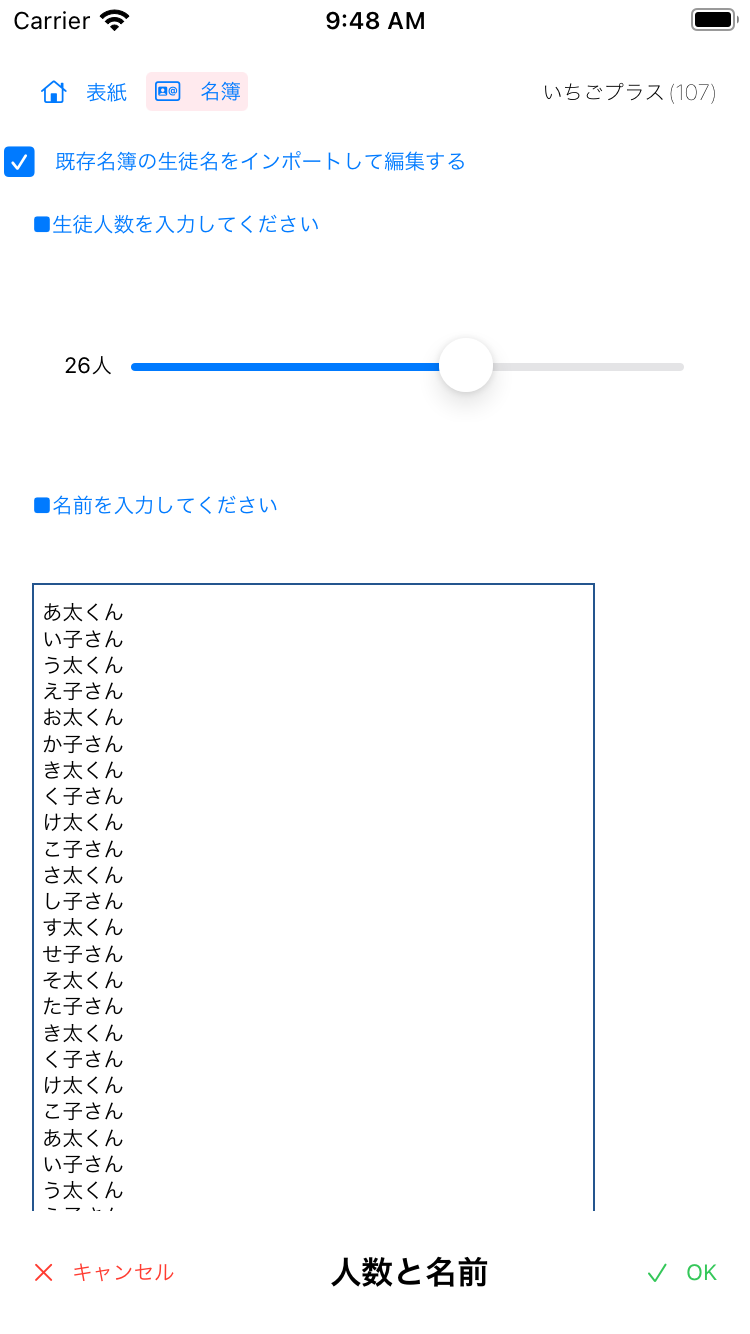 Carrier 9:48 AM
表紙 名簿 いちごプラス(107)
既存名簿の生徒名をインポートして編集する
■生徒人数を入力してください
26人
■名前を入力してください
あ太くん
い子さん
う太くん
え子さん
お太くん
か子さん
き太くん
く子さん
け太くん
こ子さん
さ太くん
し子さん
す太くん
せ子さん
そ太くん
た子さん
き太くん
く子さん
け太くん
こ子さん
あ太くん
い子さん
う太くん
キャンセル 人数と名前 OK